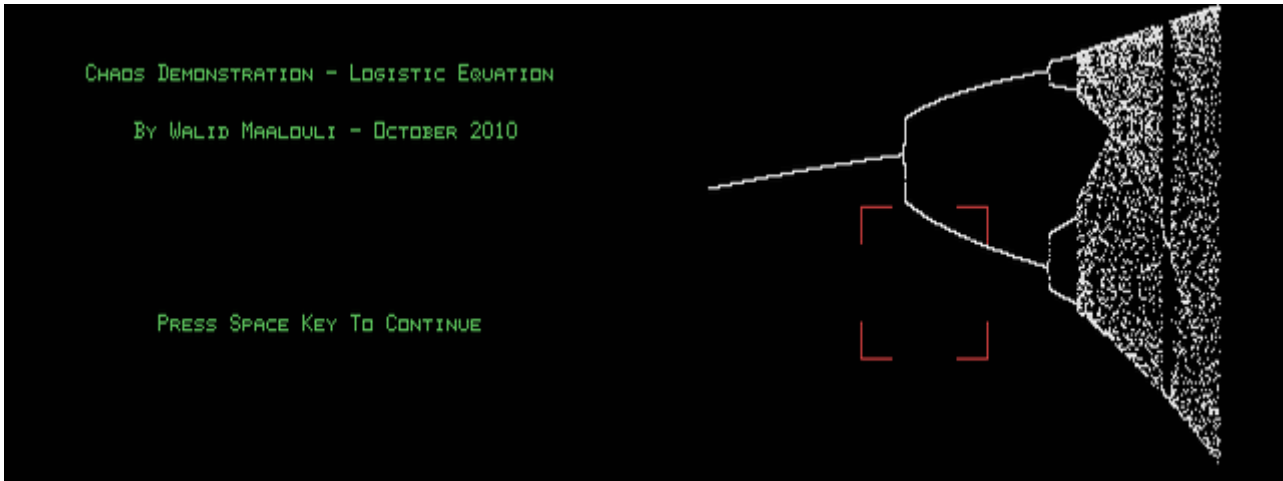 Chaos Demonstration - Logistic Equation
By Walid Maalouli - October 2010
Press Space Key To Continue